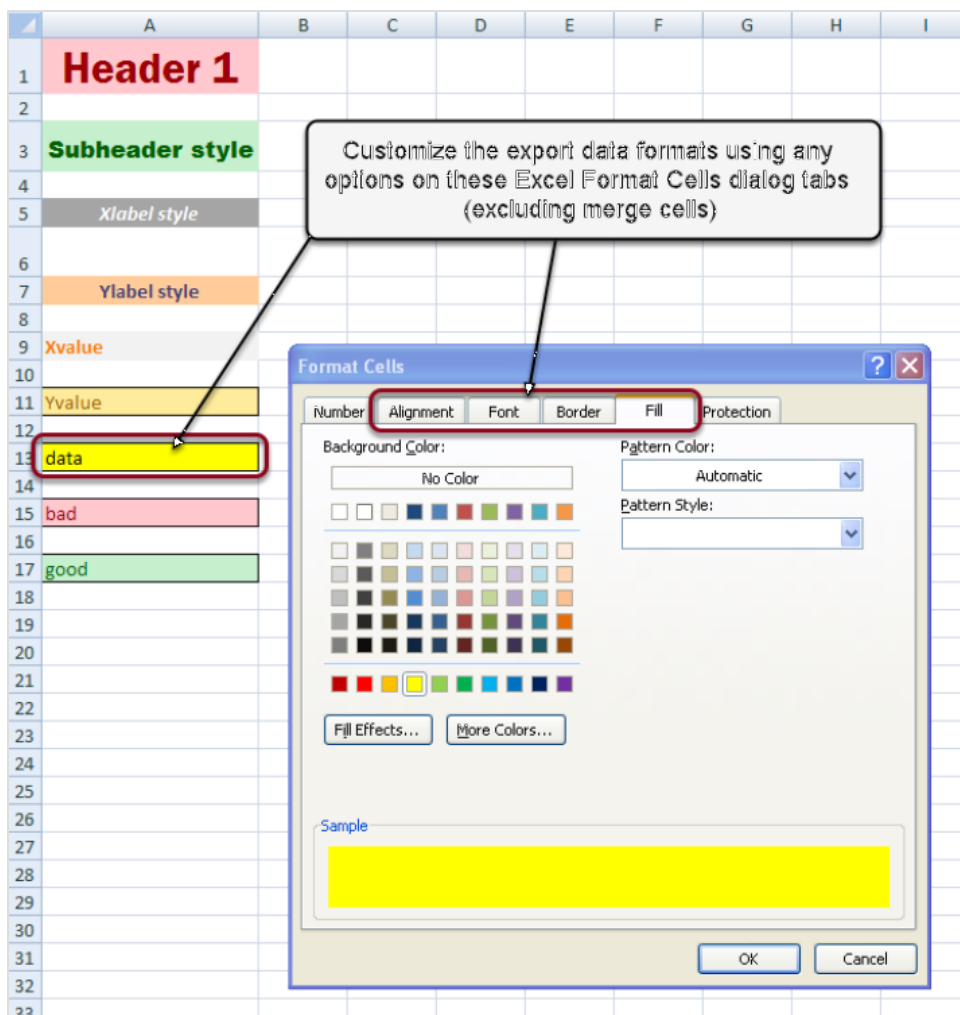 A B C D E F G H I
1 Header 1
2
3 Subheader style
Customize the export data formats using any
options on these Excel Format Cells dialog tabs
(excluding merge cells)
4
5 Xlabel style
6
7 Ylabel style
8
9 Xvalue
10
11 Yvalue
12
13 data
14
15 bad
16
17 good
18
19
20
21
22
23
24
25
26
27
28
29
30
31
32
33
Format Cells
Number Alignment Font Border Fill Protection
Background Color: Pattern Color:
No Color Automatic
Pattern Style:
Fill Effects... More Colors...
Sample
OK Cancel